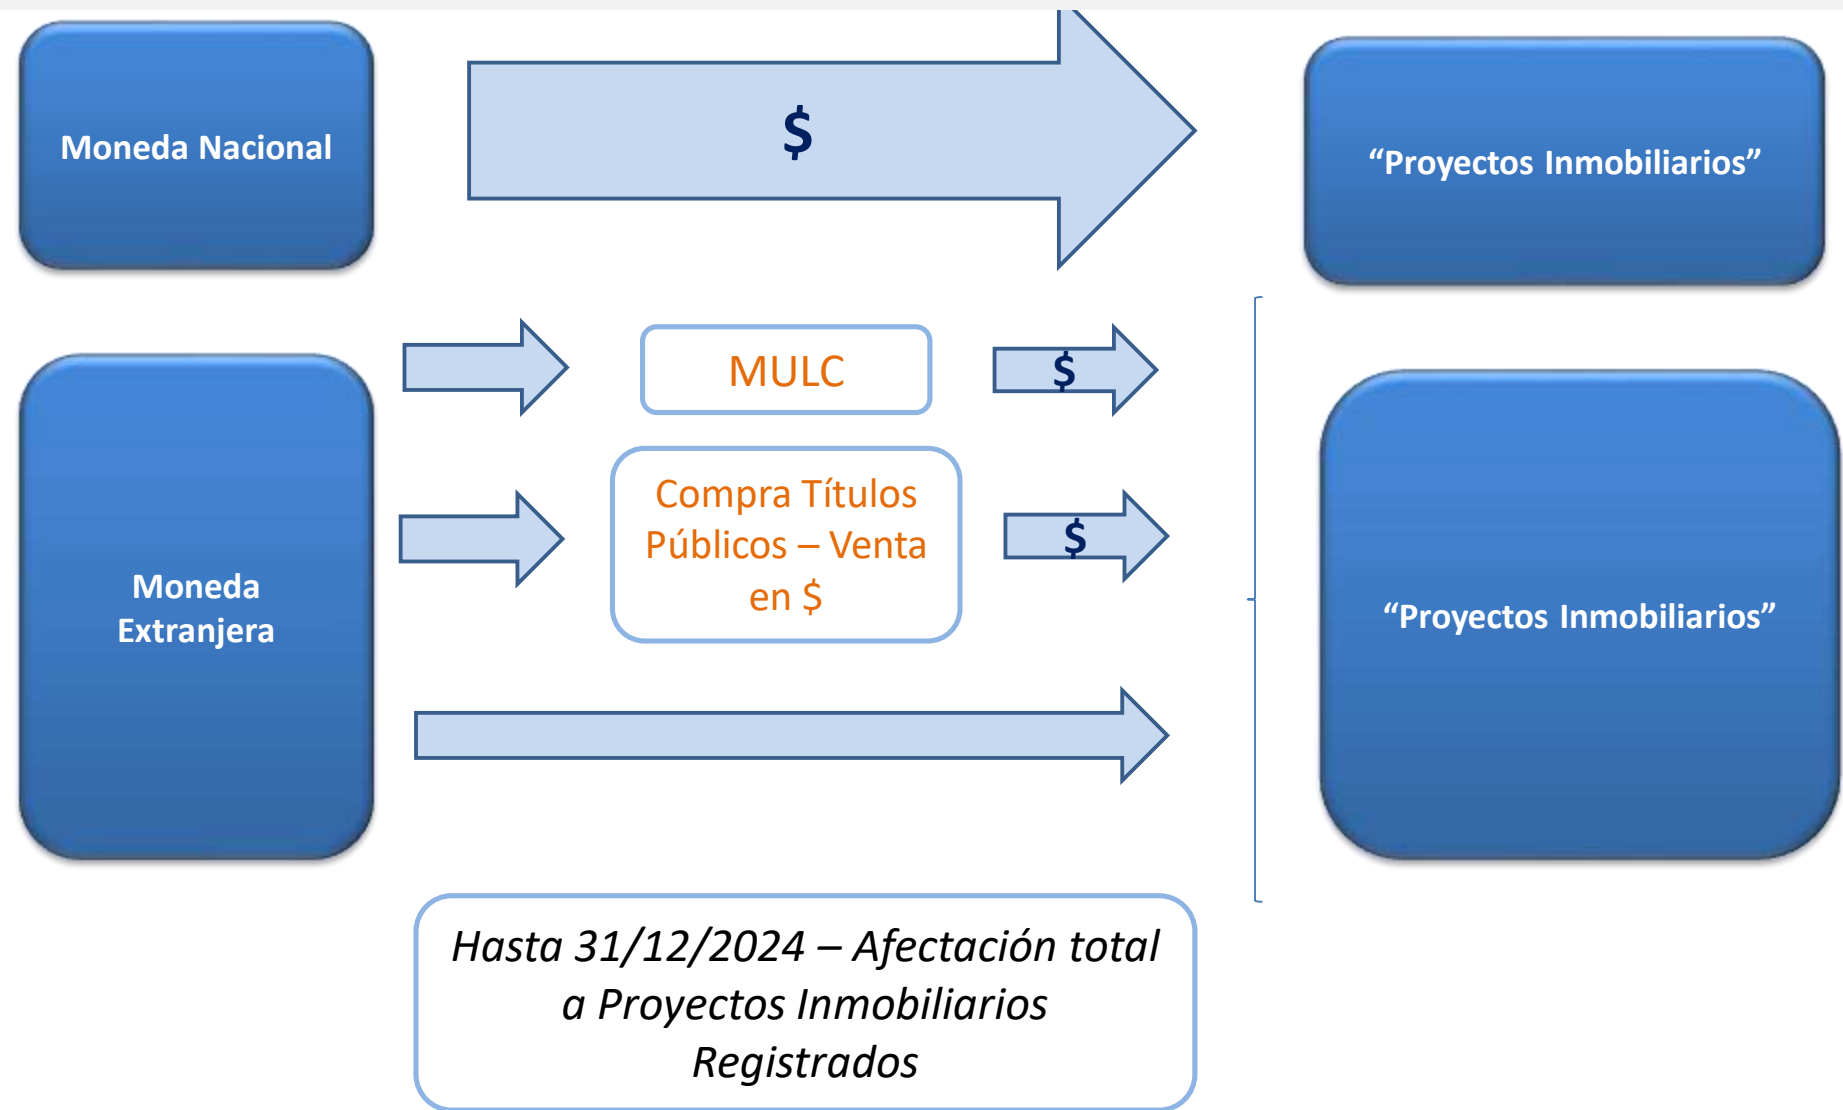 Moneda Nacional
$
“Proyectos Inmobiliarios”
MULC
$
Compra Títulos
Públicos – Venta
en $
$
Moneda
Extranjera
“Proyectos Inmobiliarios”
Hasta 31/12/2024 – Afectación total
a Proyectos Inmobiliarios
Registrados